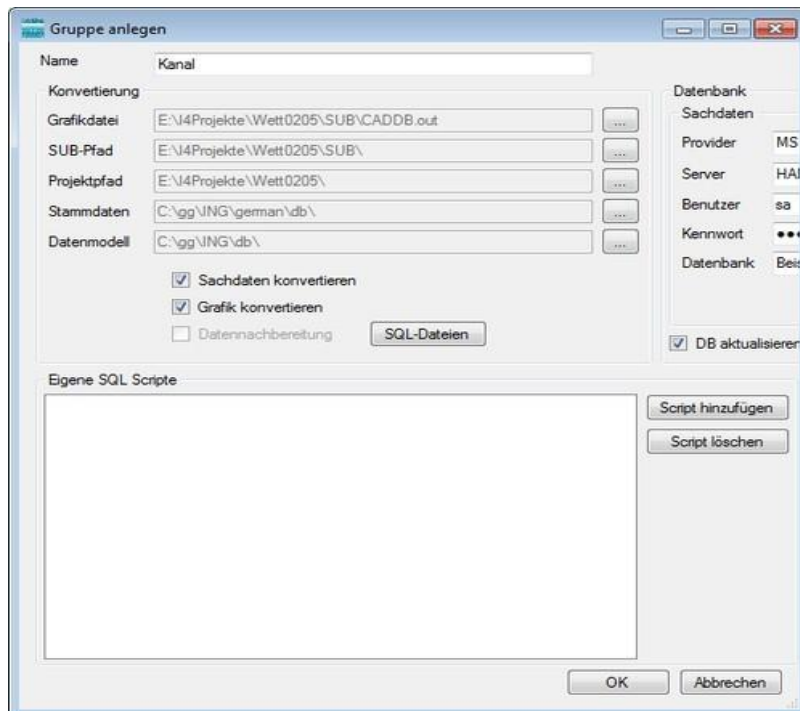 Gruppe anlegen
Name Kanal
Konvertierung
Grafikdatei E:\I4Projekte\Wett0205\SUB\CADDB.out ...
SUB-Pfad E:\I4Projekte\Wett0205\SUB\ ...
Projektpfad E:\I4Projekte\Wett0205\ ...
Stammdaten C:\gg\ING\german\db\ ...
Datenmodell C:\gg\ING\db\ ...
Sachdaten konvertieren
Grafik konvertieren
Datennachbereitung SQL-Dateien
Datenbank
Sachdaten
Provider MS
Server
Benutzer sa
Kennwort
Datenbank Beis
DB aktualisieren
Eigene SQL Scripte
Script hinzufügen
Script löschen
OK Abbrechen